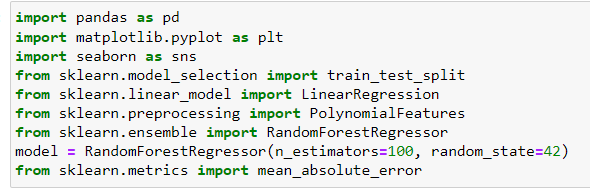 import pandas as pd
import matplotlib.pyplot as plt
import seaborn as sns
from sklearn.model_selection import train_test_split
from sklearn.linear_model import LinearRegression
from sklearn.preprocessing import PolynomialFeatures
from sklearn.ensemble import RandomForestRegressor
model = RandomForestRegressor(n_estimators=100, random_state=42)
from sklearn.metrics import mean_absolute_error